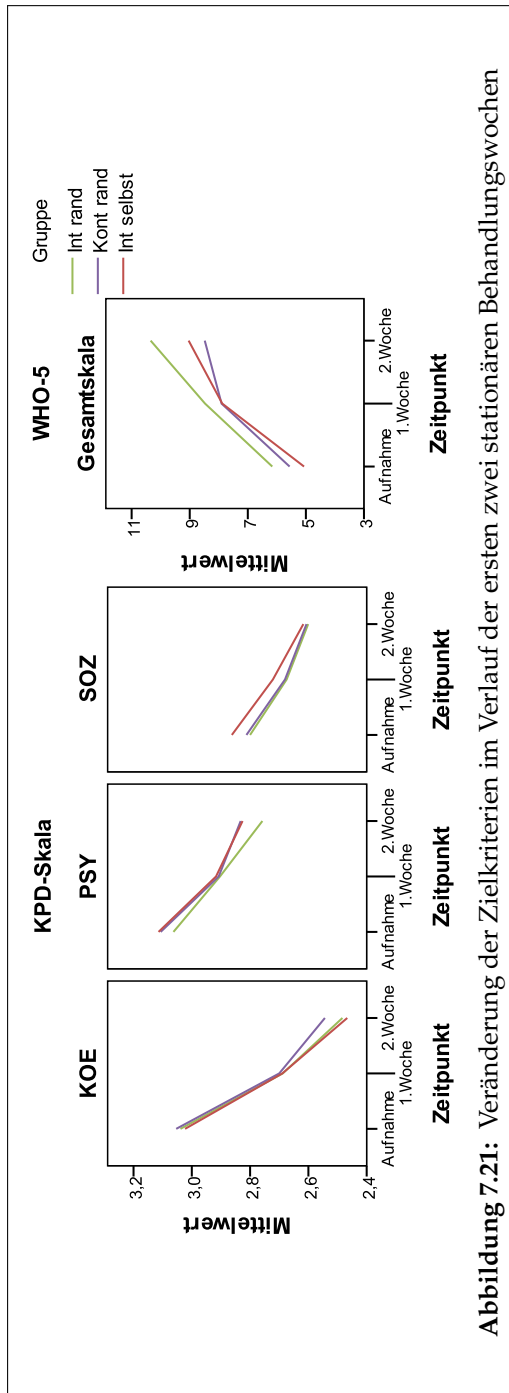 KPD-Skala
WHO-5
KOE
PSY
SOZ
Gesamtskala
Gruppe
Int rand
Kont rand
Int selbst
Mittelwert
3,2
3,0
2,8
2,6
2,4
Aufnahme
1.Woche
2.Woche
Zeitpunkt
Aufnahme
1.Woche
2.Woche
Zeitpunkt
Aufnahme
1.Woche
2.Woche
Zeitpunkt
Mittelwert
11
9
7
5
3
Aufnahme
1.Woche
2.Woche
Zeitpunkt
Abbildung 7.21: Veränderung der Zielkriterien im Verlauf der ersten zwei stationären Behandlungswochen